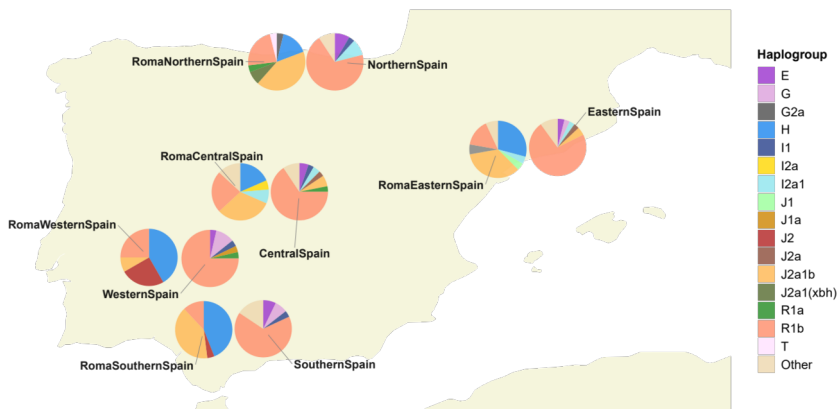 RomaNorthernSpain
NorthernSpain
EasternSpain
RomaCentralSpain
RomaEasternSpain
RomaWesternSpain
CentralSpain
WesternSpain
RomaSouthernSpain
SouthernSpain
Haplogroup
E
G
G2a
H
I1
I2a
I2a1
J1
J1a
J2
J2a
J2a1b
J2a1(xbh)
R1a
R1b
T
Other